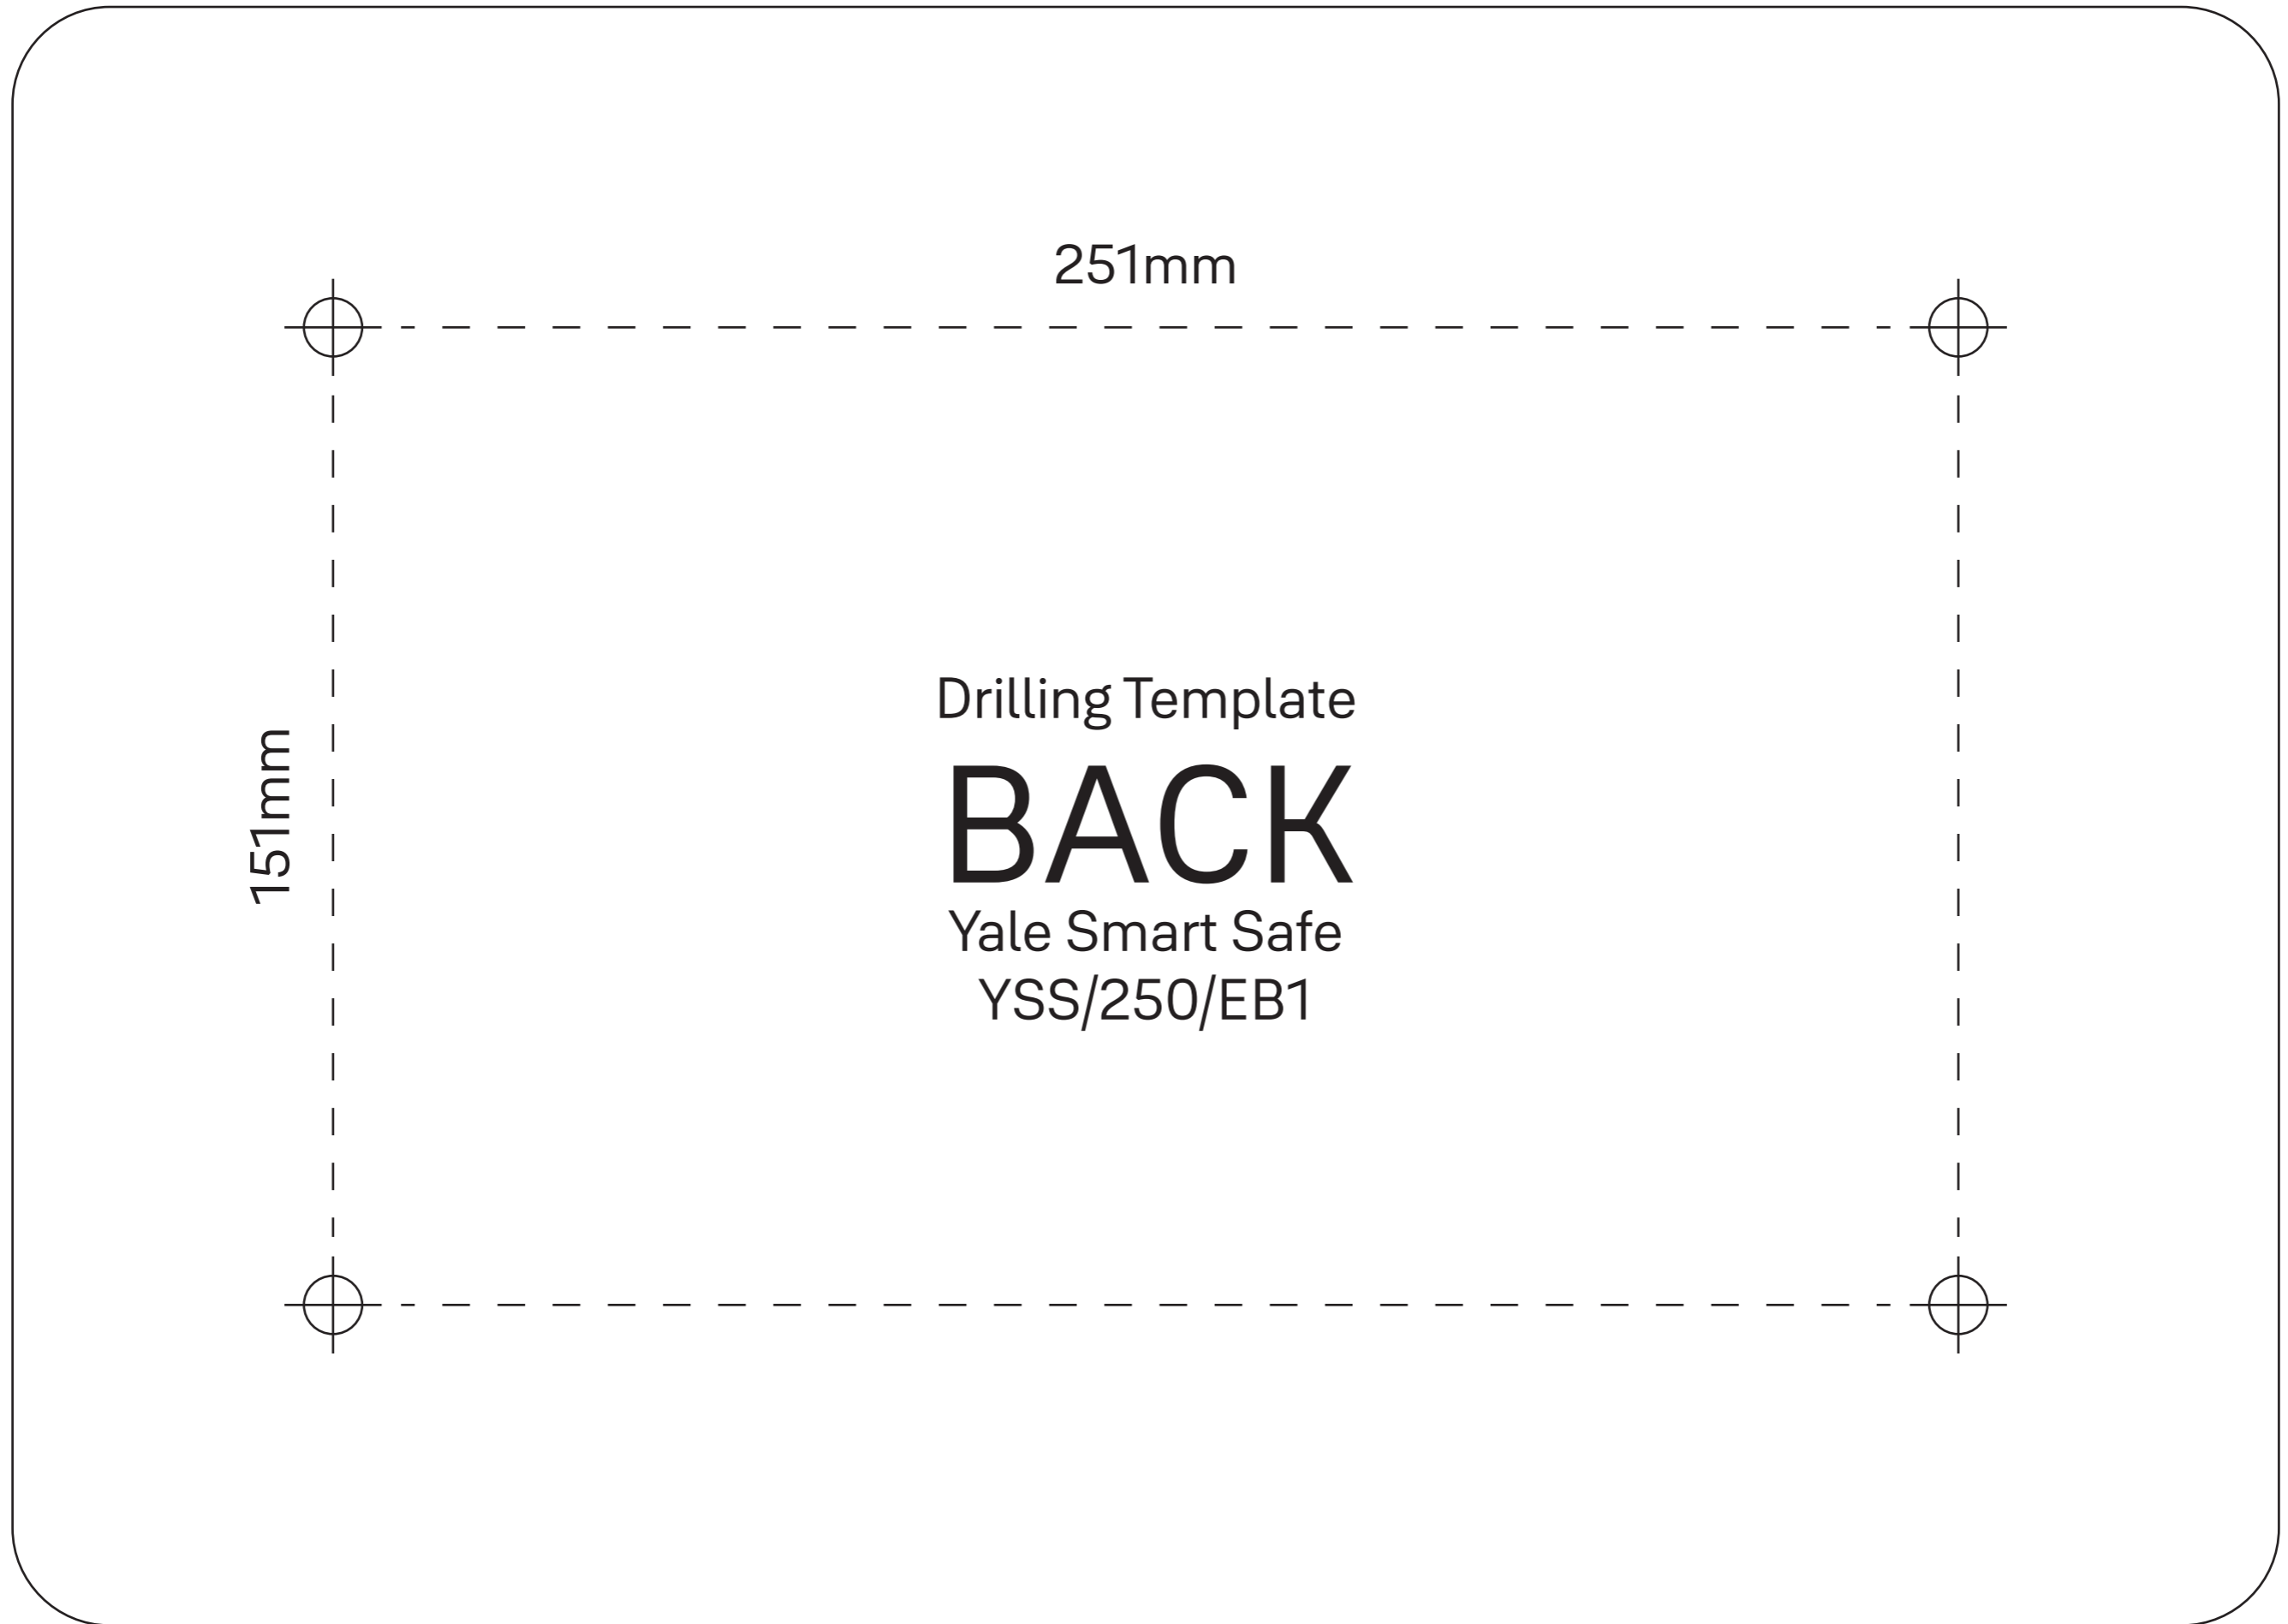 251mm
151mm
Drilling Template
BACK
Yale Smart Safe
YSS/250/EB1